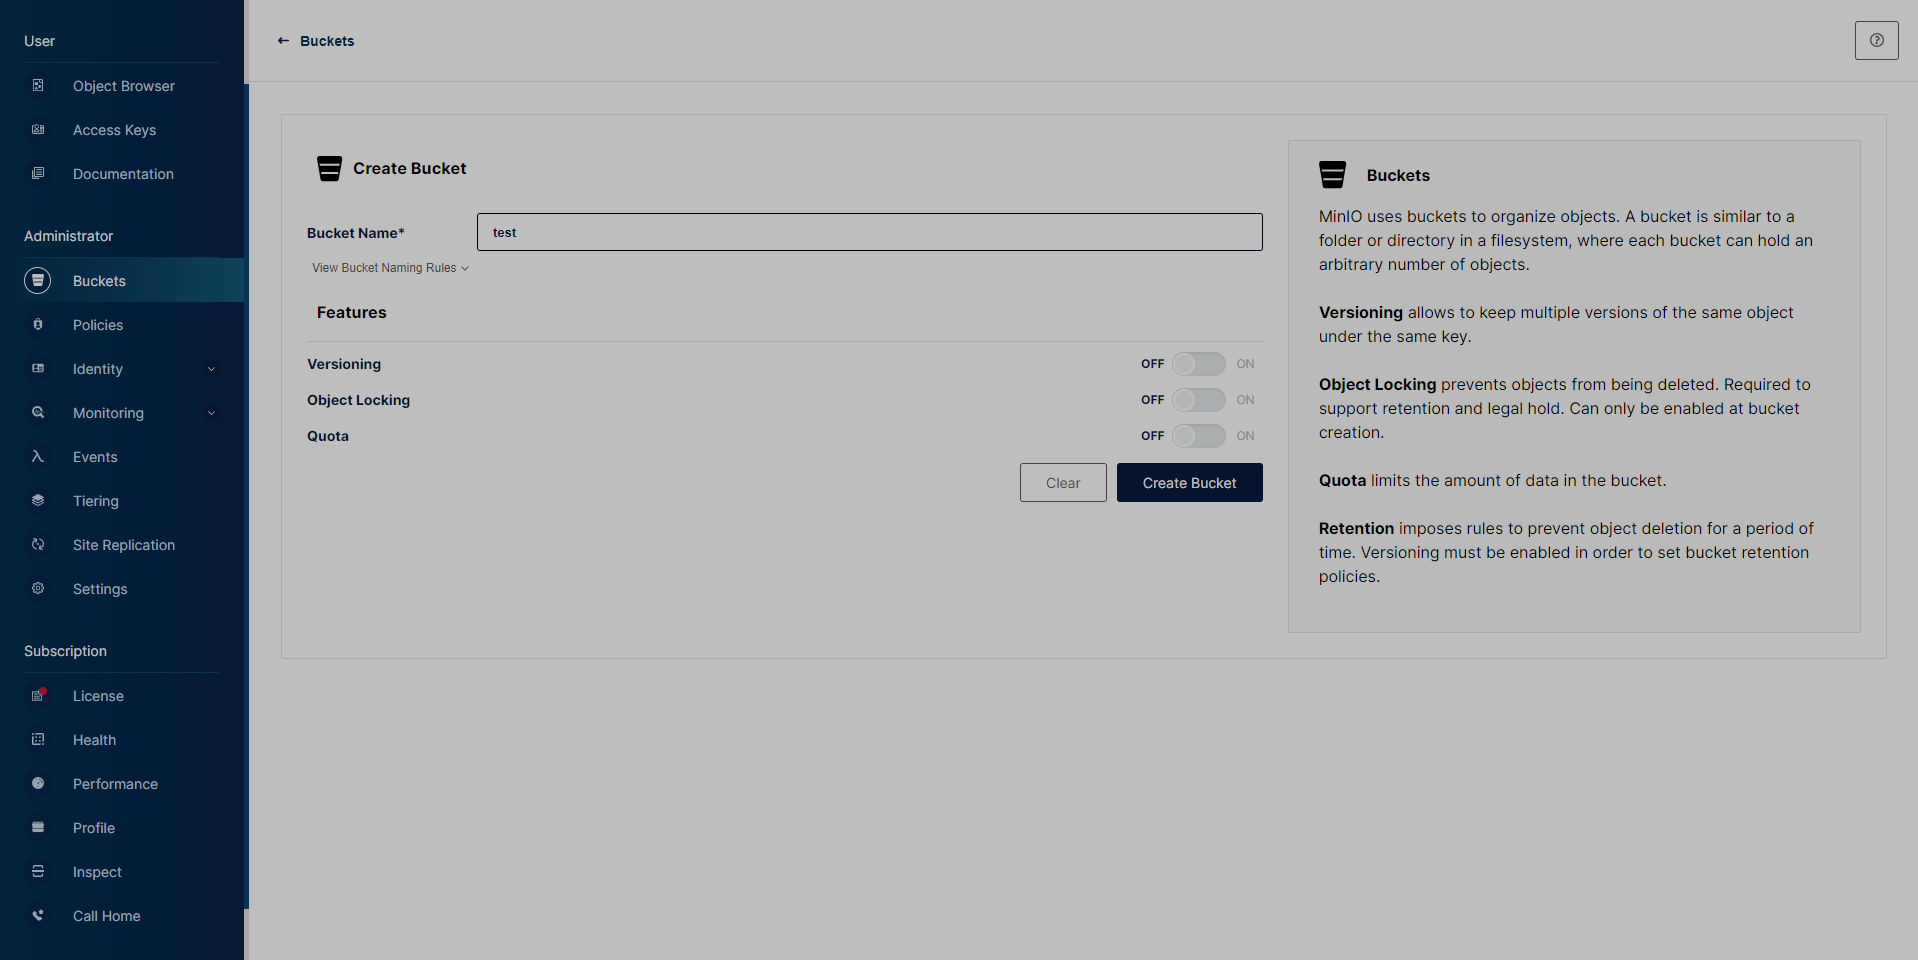 User
Object Browser
Access Keys
Documentation
Administrator
Buckets
Policies
Identity
Monitoring
Events
Tiering
Site Replication
Settings
Subscription
License
Health
Performance
Profile
Inspect
Call Home
Buckets
Create Bucket
Bucket Name*
test
View Bucket Naming Rules
Features
Versioning
OFF
ON
Object Locking
OFF
ON
Quota
OFF
ON
Clear
Create Bucket
Buckets
MinIO uses buckets to organize objects. A bucket is similar to a
folder or directory in a filesystem, where each bucket can hold an
arbitrary number of objects.
Versioning allows to keep multiple versions of the same object
under the same key.
Object Locking prevents objects from being deleted. Required to
support retention and legal hold. Can only be enabled at bucket
creation.
Quota limits the amount of data in the bucket.
Retention imposes rules to prevent object deletion for a period of
time. Versioning must be enabled in order to set bucket retention
policies.